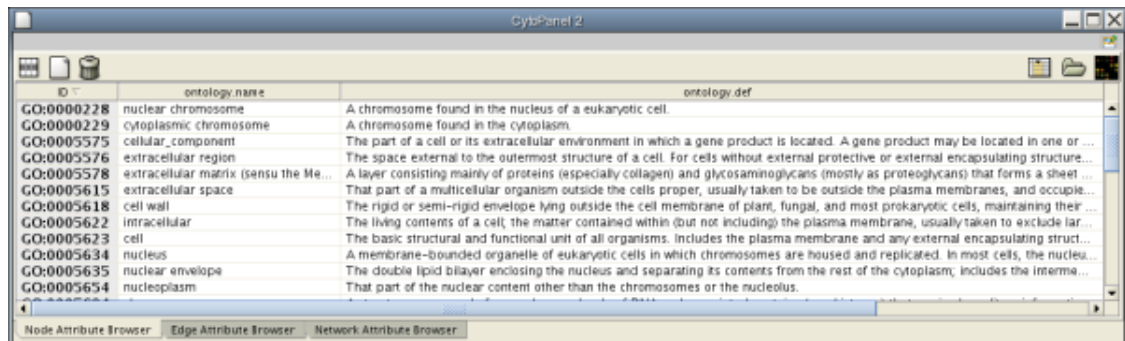 CytoPanel 2
ID ontology.name ontology.def
GO:0000228 nuclear chromosome A chromosome found in the nucleus of a eukaryotic cell.
GO:0000229 cytoplasmic chromosome A chromosome found in the cytoplasm.
GO:0005575 cellular_component The part of a cell or its extracellular environment in which a gene product is located. A gene product may be located in one or ...
GO:0005576 extracellular region The space external to the outermost structure of a cell. For cells without external protective or external encapsulating structure...
GO:0005578 extracellular matrix (sensu the Me... A layer consisting mainly of proteins (especially collagen) and glycosaminoglycans (mostly as proteoglycans) that forms a sheet ...
GO:0005615 extracellular space That part of a multicellular organism outside the cells proper, usually taken to be outside the plasma membranes, and occupie...
GO:0005618 cell wall The rigid or semi-rigid envelope lying outside the cell membrane of plant, fungal, and most prokaryotic cells, maintaining their ...
GO:0005622 intracellular The living contents of a cell; the matter contained within (but not including) the plasma membrane, usually taken to exclude lar...
GO:0005623 cell The basic structural and functional unit of all organisms. Includes the plasma membrane and any external encapsulating struct...
GO:0005634 nucleus A membrane-bounded organelle of eukaryotic cells in which chromosomes are housed and replicated. In most cells, the nucleu...
GO:0005635 nuclear envelope The double lipid bilayer enclosing the nucleus and separating its contents from the rest of the cytoplasm; includes the interme...
GO:0005654 nucleoplasm That part of the nuclear content other than the chromosomes or the nucleolus.
Node Attribute Browser Edge Attribute Browser Network Attribute Browser